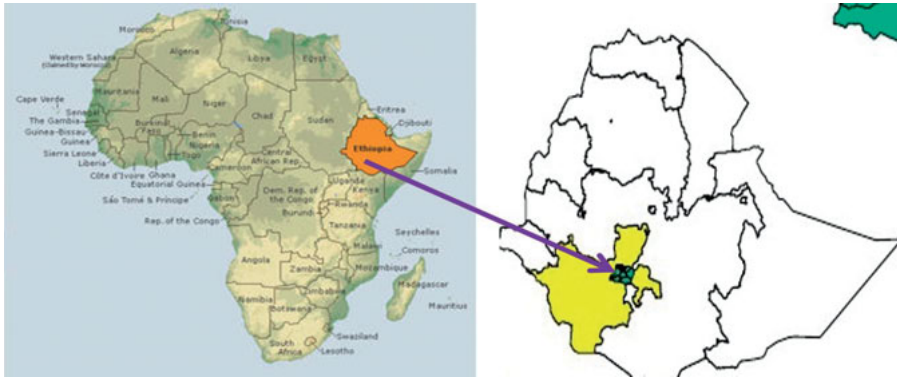 Tunisia
Morocco
Algeria
Libya
Egypt
Western Sahara
(Claimed by Morocco)
Mauritania
Mali
Niger
Cape Verde
Senegal
The Gambia
Guinea-Bissau
Guinea
Sierra Leone
Liberia
Burkina
Faso
Côte d'Ivoire
Ghana
Togo
Benin
Nigeria
Chad
Sudan
Eritrea
Djibouti
Ethiopia
Somalia
Central
African Rep.
Cameroon
Equatorial Guinea
São Tomé & Príncipe
Gabon
Rep. of the Congo
Dem. Rep. of
the Congo
Uganda
Kenya
Rwanda
Burundi
Tanzania
Seychelles
Comoros
Malawi
Angola
Zambia
Mozambique
Zimbabwe
Madagascar
Mauritius
Namibia
Botswana
Swaziland
South
Africa
Lesotho